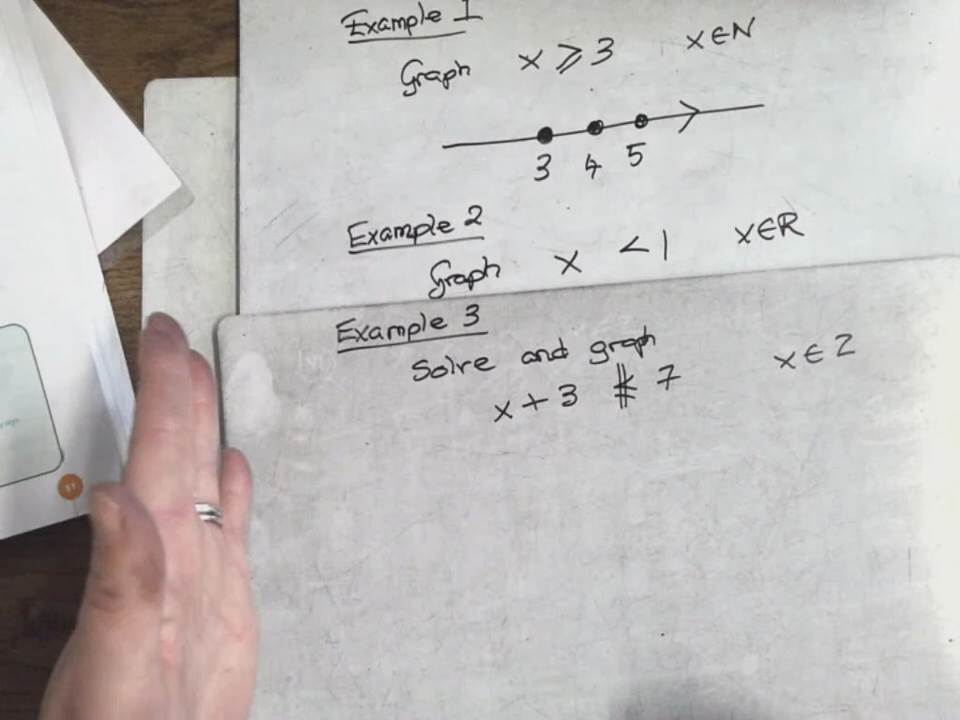 Example 1
Graph x ≥ 3 x∈N
3 4 5
Example 2
Graph x < 1 x∈R
Example 3
Solve and graph
x + 3 7 x∈Z